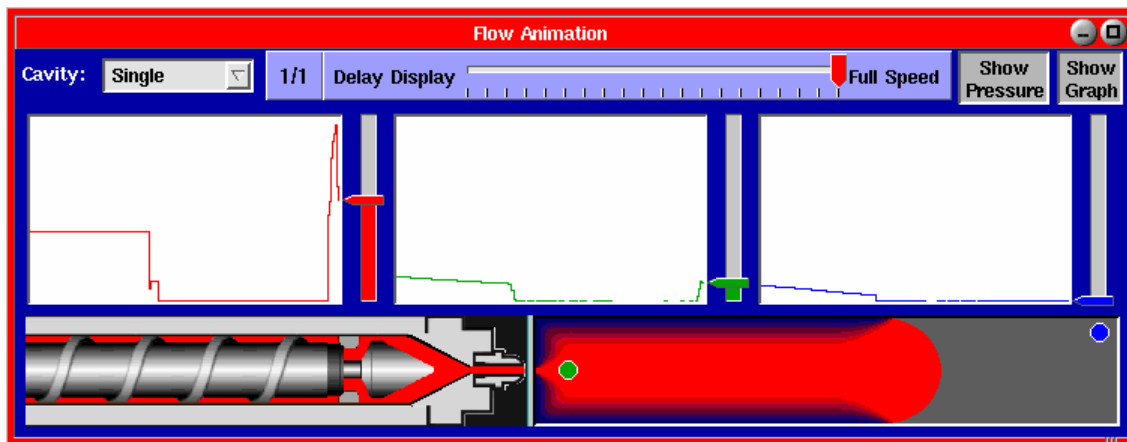 Flow Animation
Cavity: Single 1/1 Delay Display Full Speed
Show Pressure
Show Graph